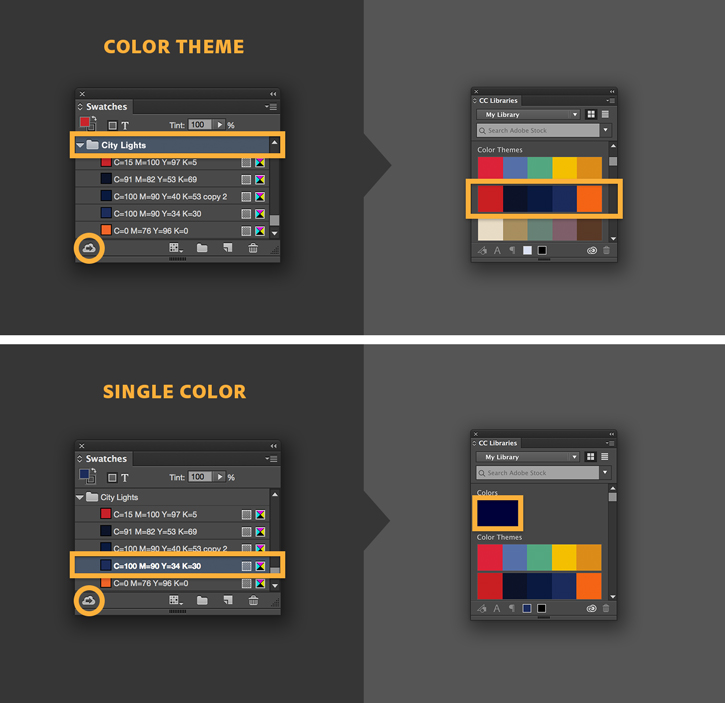 COLOR THEME
Swatches
Tint: 100 %
City Lights
C=15 M=100 Y=97 K=5
C=91 M=82 Y=53 K=69
C=100 M=90 Y=40 K=53 copy 2
C=100 M=90 Y=34 K=30
C=0 M=76 Y=96 K=0
CC Libraries
My Library
Search Adobe Stock
Color Themes
SINGLE COLOR
Swatches
Tint: 100 %
City Lights
C=15 M=100 Y=97 K=5
C=91 M=82 Y=53 K=69
C=100 M=90 Y=40 K=53 copy 2
C=100 M=90 Y=34 K=30
C=0 M=76 Y=96 K=0
CC Libraries
My Library
Search Adobe Stock
Colors
Color Themes